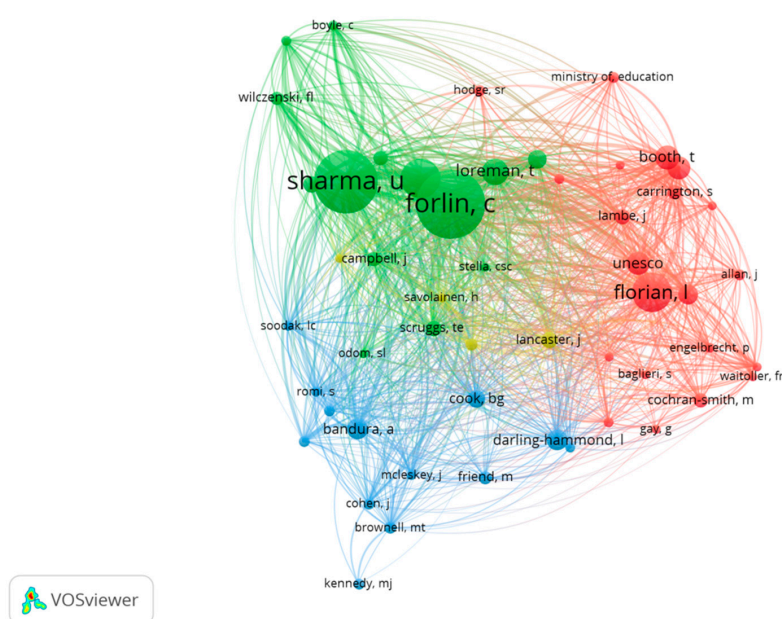 boyle, c
ministry of, education
hodge, sr
wilczenski, fl
booth, t
loreman, t
sharma, u
carrington, s
forlin, c
lambe, j
campbell, j
unesco
stella, csc
allan, j
florian, l
savolainen, h
soodak, lc
scruggs, te
lancaster, j
engelbrecht, p
odom, sl
baglieri, s
waitoller, fr
romi, s
cook, bg
cochran-smith, m
bandura, a
gay, g
darling-hammond, l
mcleskey, j
friend, m
cohen, j
brownell, mt
kennedy, mj
VOSviewer